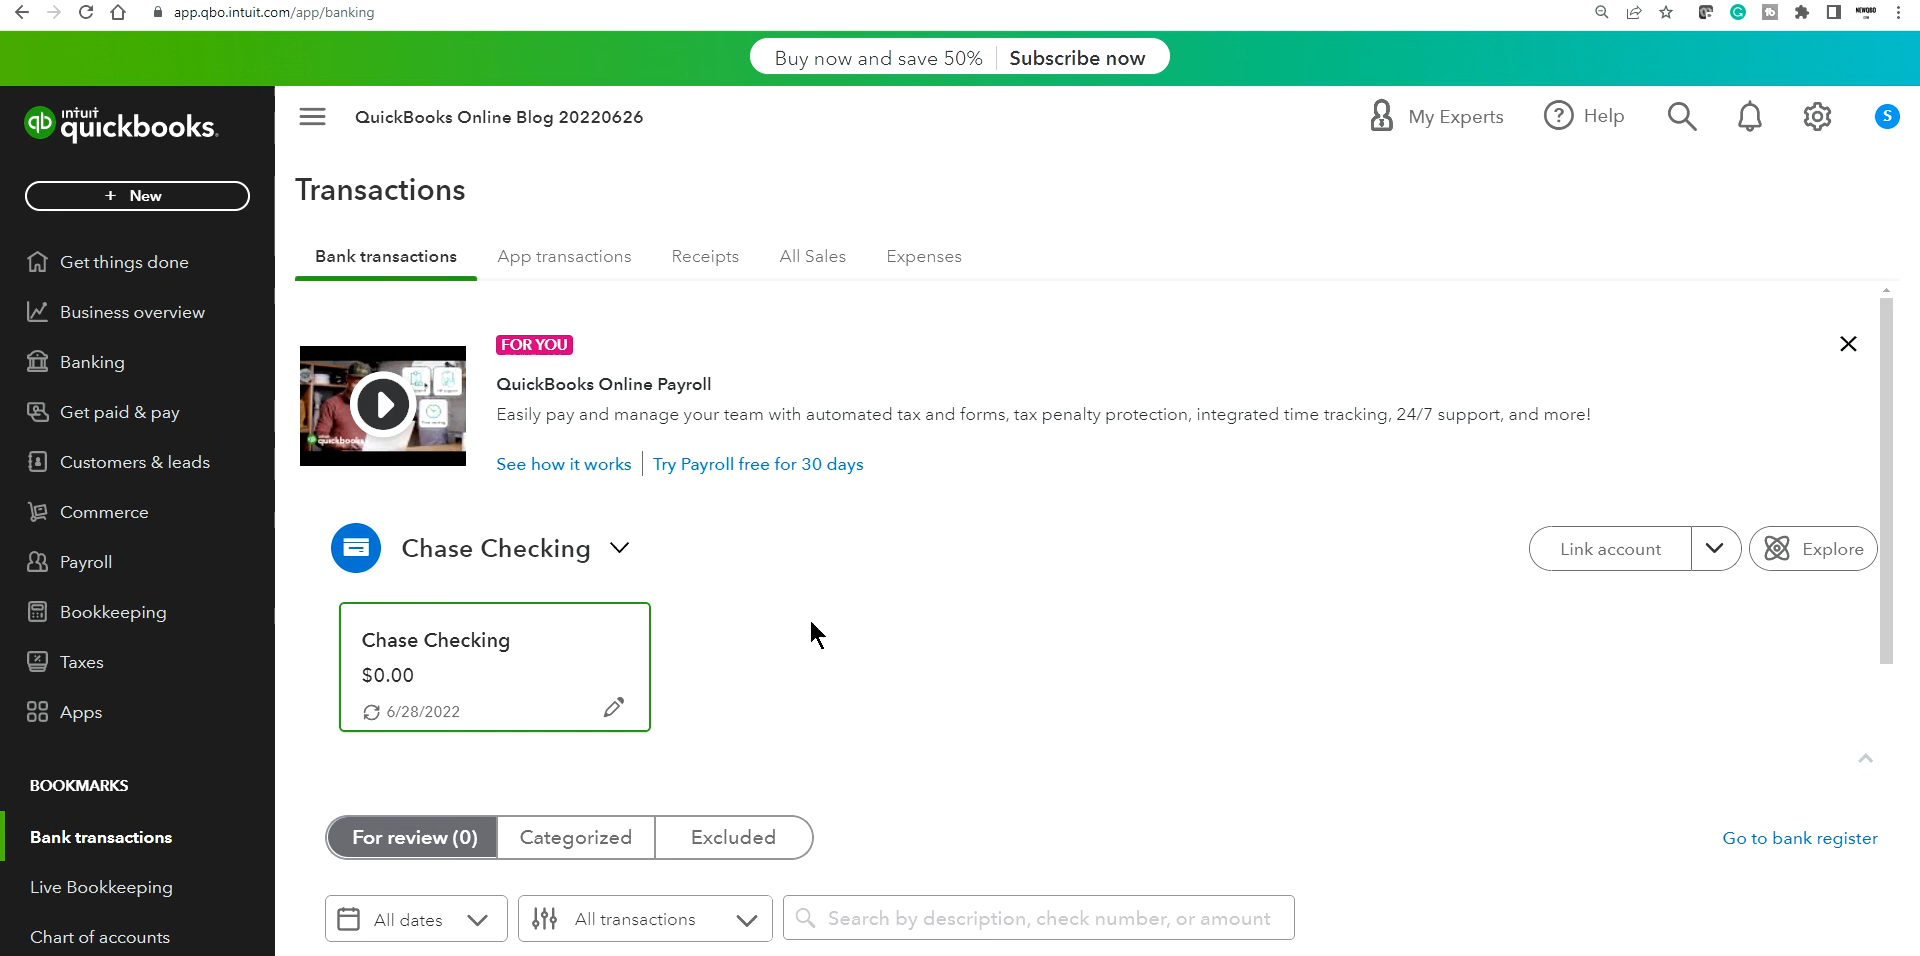 app.qbo.intuit.com/app/banking
Buy now and save 50% Subscribe now
intuit
quickbooks.
QuickBooks Online Blog 20220626
My Experts
Help
S
+ New
Transactions
Get things done
Business overview
Banking
Get paid & pay
Customers & leads
Commerce
Payroll
Bookkeeping
Taxes
Apps
BOOKMARKS
Bank transactions
Live Bookkeeping
Chart of accounts
Bank transactions App transactions Receipts All Sales Expenses
FOR YOU
QuickBooks Online Payroll
Easily pay and manage your team with automated tax and forms, tax penalty protection, integrated time tracking, 24/7 support, and more!
See how it works Try Payroll free for 30 days
quickbooks
Chase Checking
Link account
Explore
Chase Checking
$0.00
6/28/2022
For review (0) Categorized Excluded
Go to bank register
All dates All transactions Search by description, check number, or amount